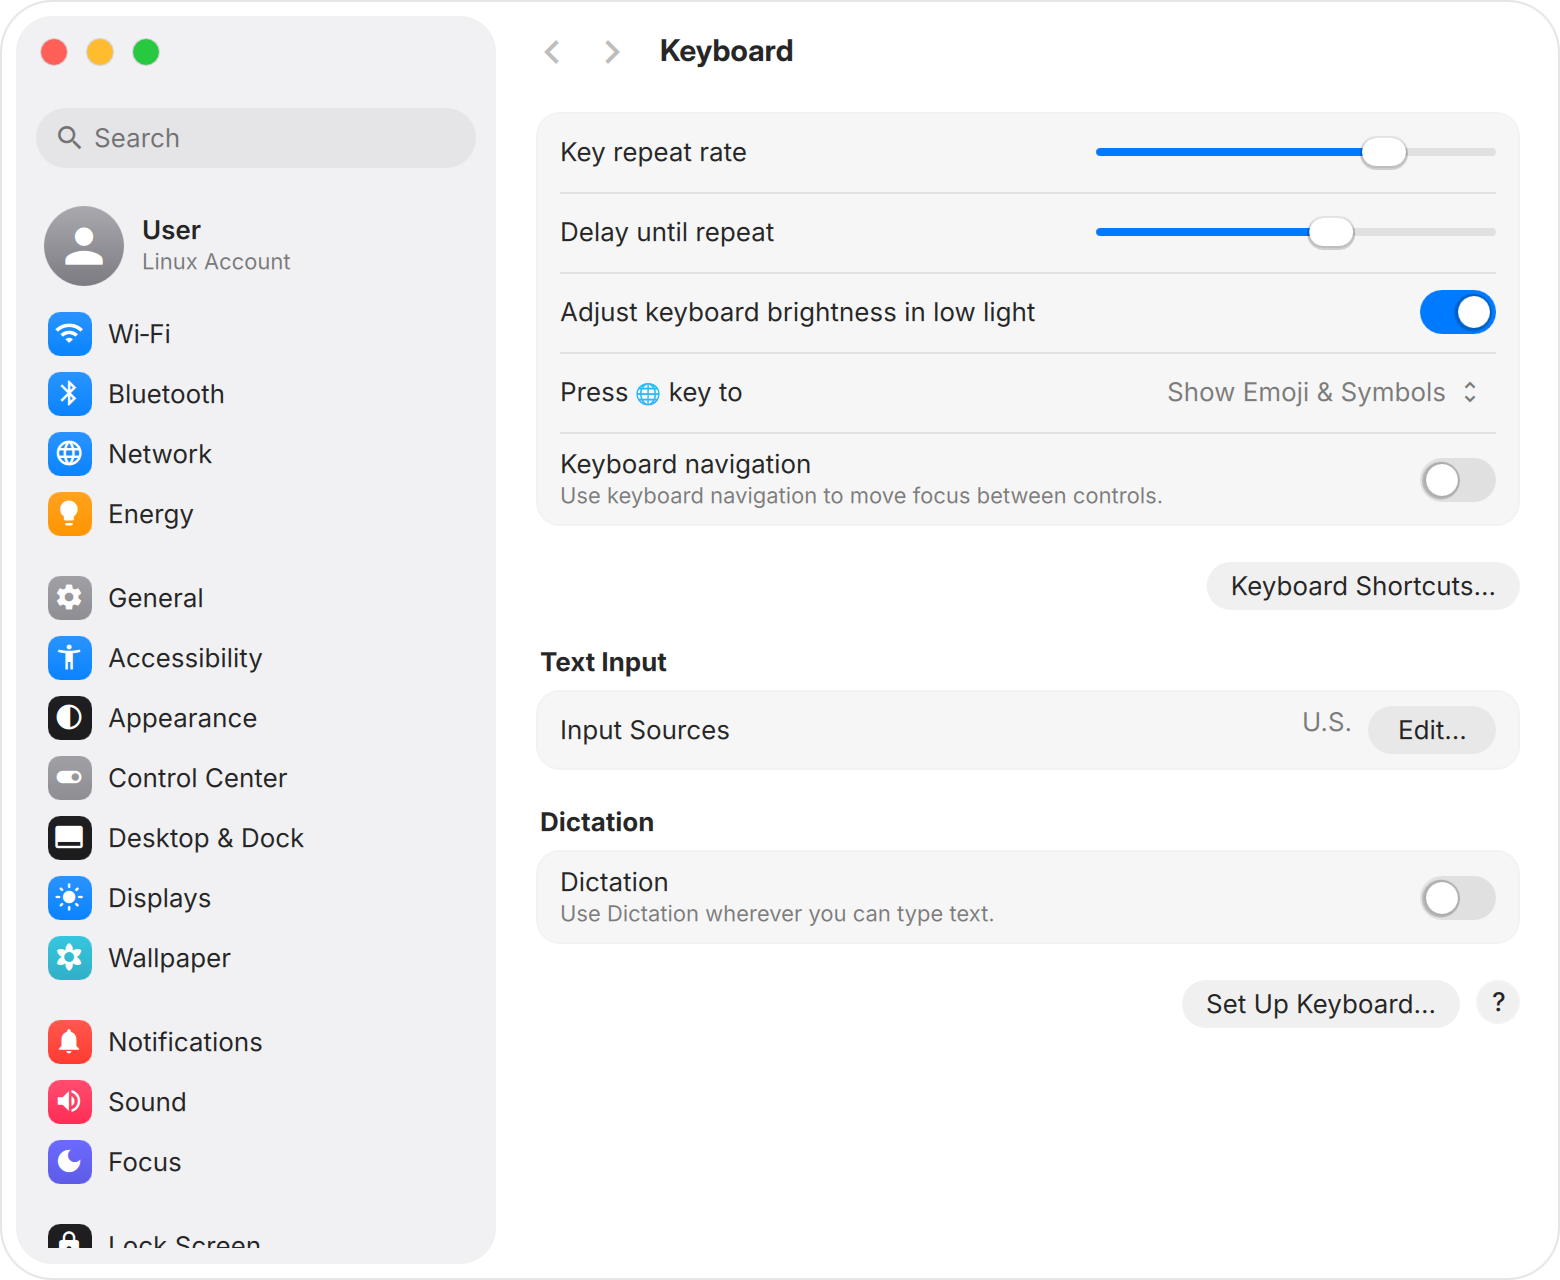 Search
User
Linux Account
Wi-Fi
Bluetooth
Network
Energy
General
Accessibility
Appearance
Control Center
Desktop & Dock
Displays
Wallpaper
Notifications
Sound
Focus
Lock Screen
Keyboard
Key repeat rate
Delay until repeat
Adjust keyboard brightness in low light
Press 🌐 key to Show Emoji & Symbols
Keyboard navigation
Use keyboard navigation to move focus between controls.
Keyboard Shortcuts...
Text Input
Input Sources U.S. Edit...
Dictation
Dictation
Use Dictation wherever you can type text.
Set Up Keyboard... ?